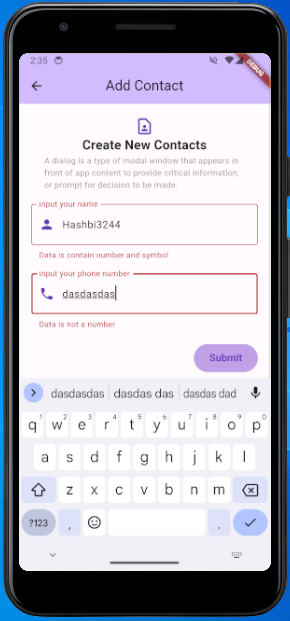 2:35
DEBUG
Add Contact
Create New Contacts
A dialog is a type of modal window that appears in
front of app content to provide critical information,
or prompt for decision to be made.
input your name
Hashbi3244
Data is contain number and symbol
input your phone number
dasdasdas
Data is not a number
Submit
dasdasdas dasdas das dasdas dad
1 2 3 4 5 6 7 8 9 0
q w e r t y u i o p
a s d f g h j k l
z x c v b n m
?123 , .